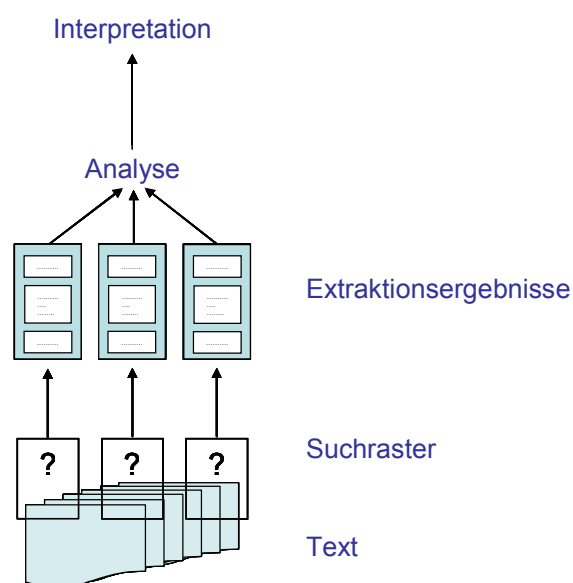 Interpretation
Analyse
Extraktionsergebnisse
............ ............ ............
............ ............ ............
..... ..... .....
.......... .......... ..........
............ ............ ............
Suchraster
? ? ?
Text